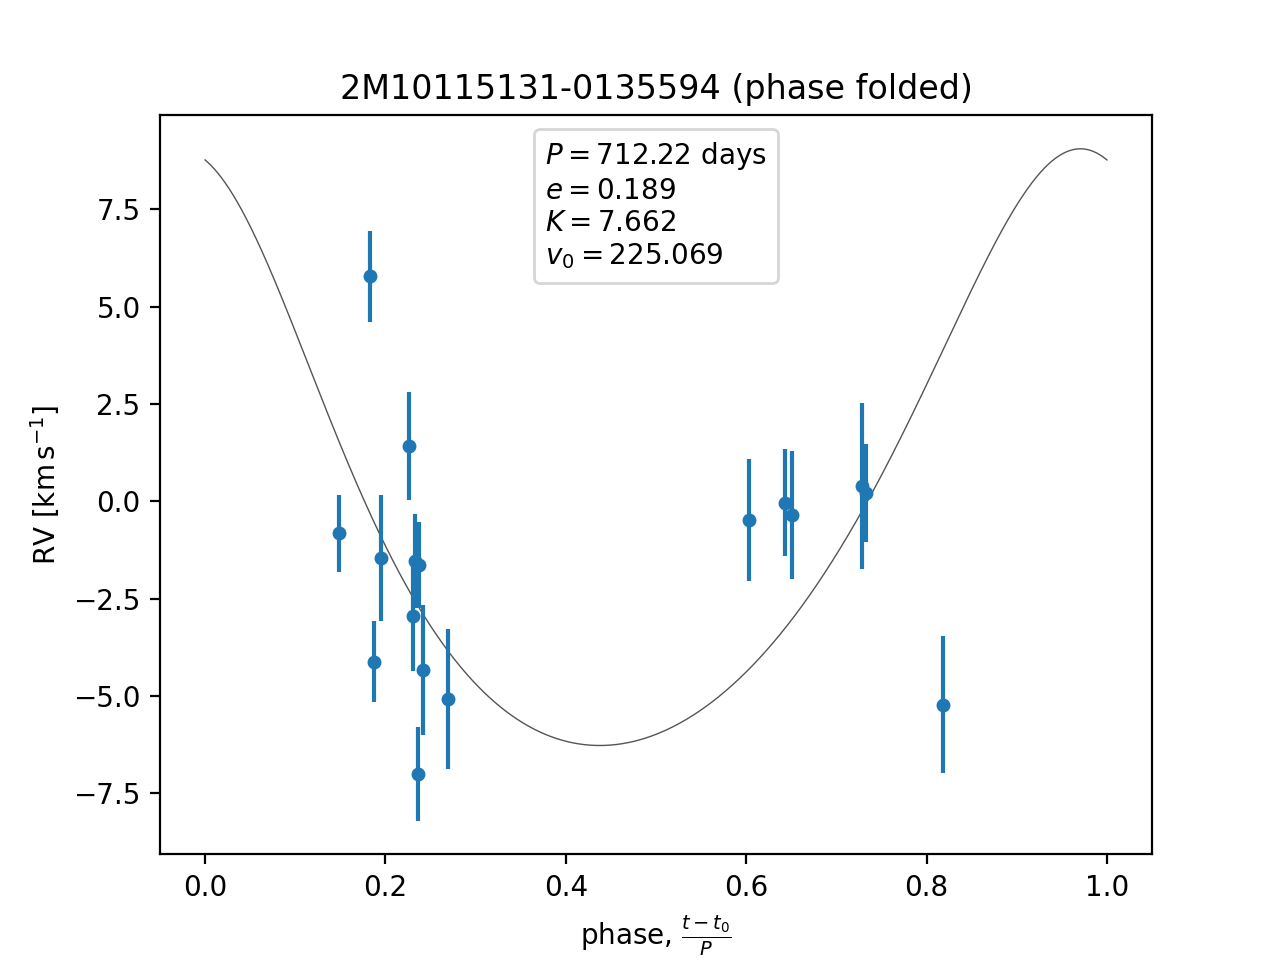 2M10115131-0135594 (phase folded)
P = 712.22 days
e = 0.189
K = 7.662
v₀ = 225.069
7.5
5.0
2.5
0.0
−2.5
−5.0
−7.5
RV [km s⁻¹]
0.0 0.2 0.4 0.6 0.8 1.0
phase, (t − t₀)/P